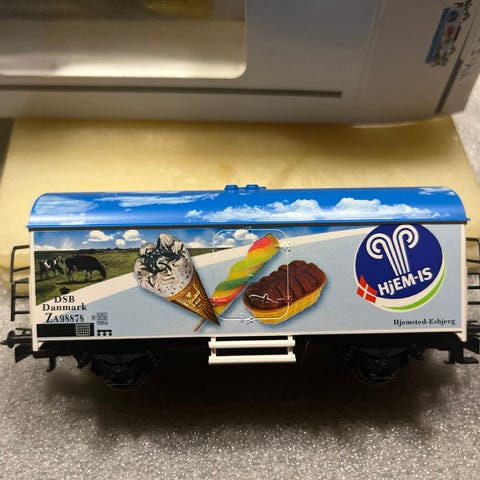 DSB
Danmark
ZA98878
HjEM-IS
Hjemsted-Esbjerg